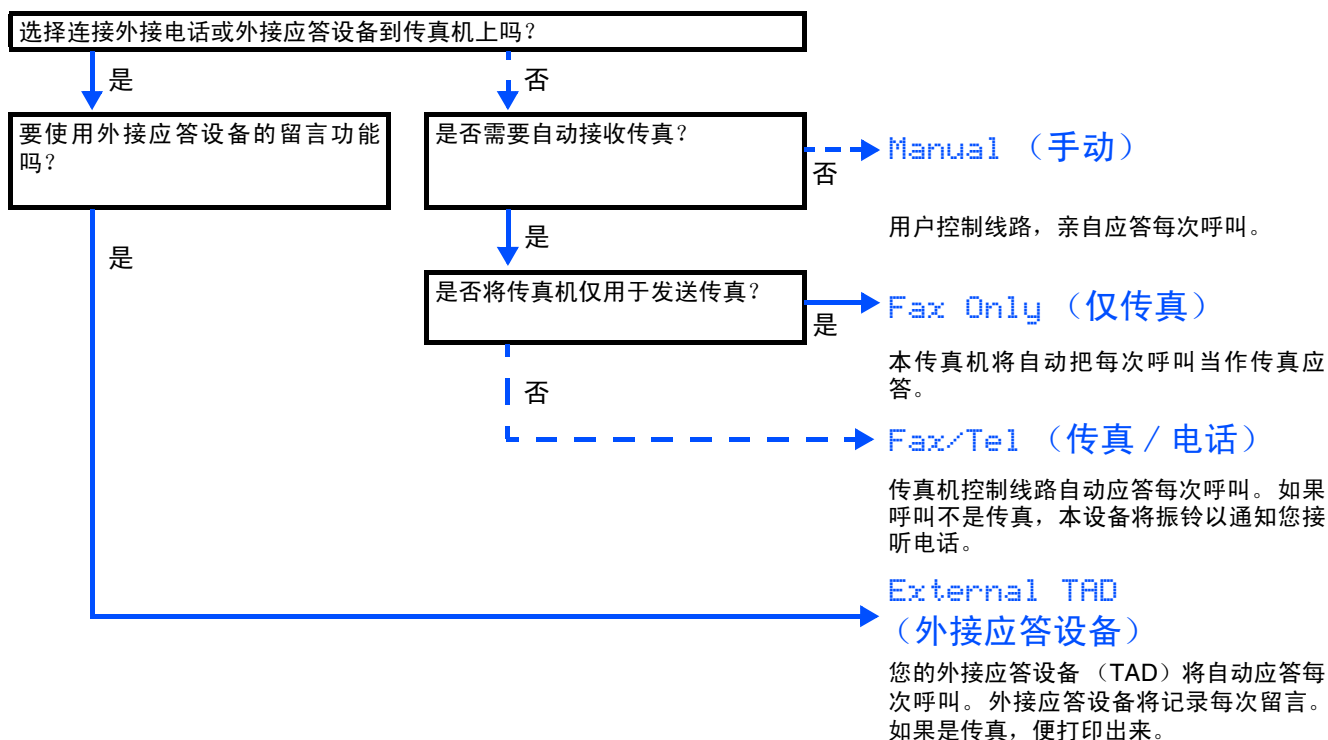 选择连接外接电话或外接应答设备到传真机上吗？
是
否
要使用外接应答设备的留言功能
吗？
是否需要自动接收传真？
否
Manual （手动）
用户控制线路，亲自应答每次呼叫。
是
是
是否将传真机仅用于发送传真？
是
Fax Only （仅传真）
本传真机将自动把每次呼叫当作传真应
答。
否
Fax/Tel （传真 / 电话）
传真机控制线路自动应答每次呼叫。如果
呼叫不是传真，本设备将振铃以通知您接
听电话。
External TAD
（外接应答设备）
您的外接应答设备 （TAD）将自动应答每
次呼叫。外接应答设备将记录每次留言。
如果是传真，便打印出来。